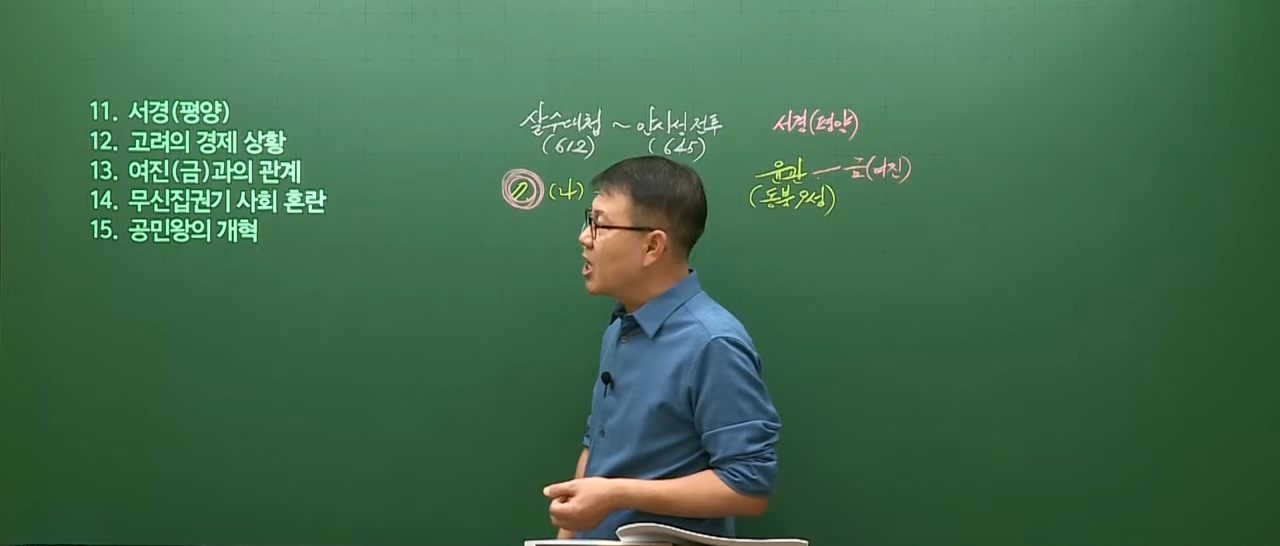 11. 서경(평양)
12. 고려의 경제 상황
13. 여진(금)과의 관계
14. 무신집권기 사회 혼란
15. 공민왕의 개혁
살수대첩 ~ 안시성 전투
(612) (645)
(나)
서경(평양)
윤관 — 금(여진)
(동북9성)